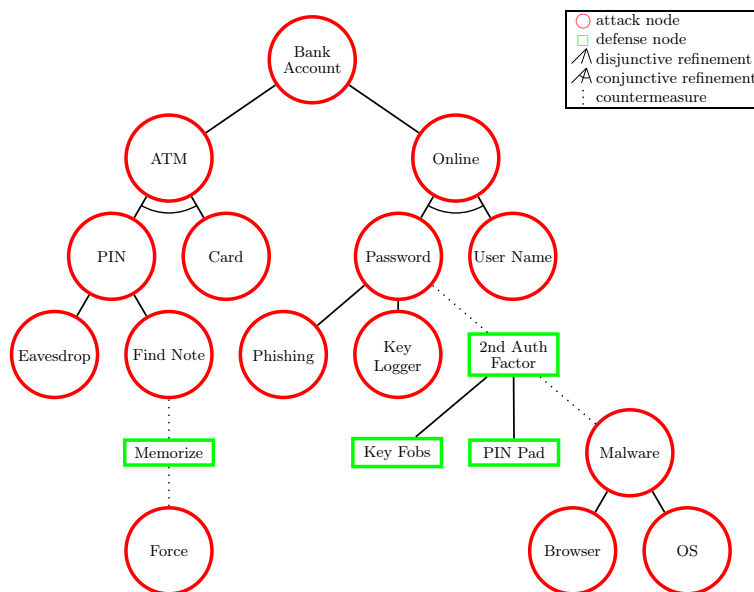 attack node
defense node
disjunctive refinement
conjunctive refinement
countermeasure
Bank
Account
ATM
Online
PIN
Card
Password
User Name
Eavesdrop
Find Note
Phishing
Key
Logger
2nd Auth
Factor
Memorize
Key Fobs
PIN Pad
Malware
Force
Browser
OS